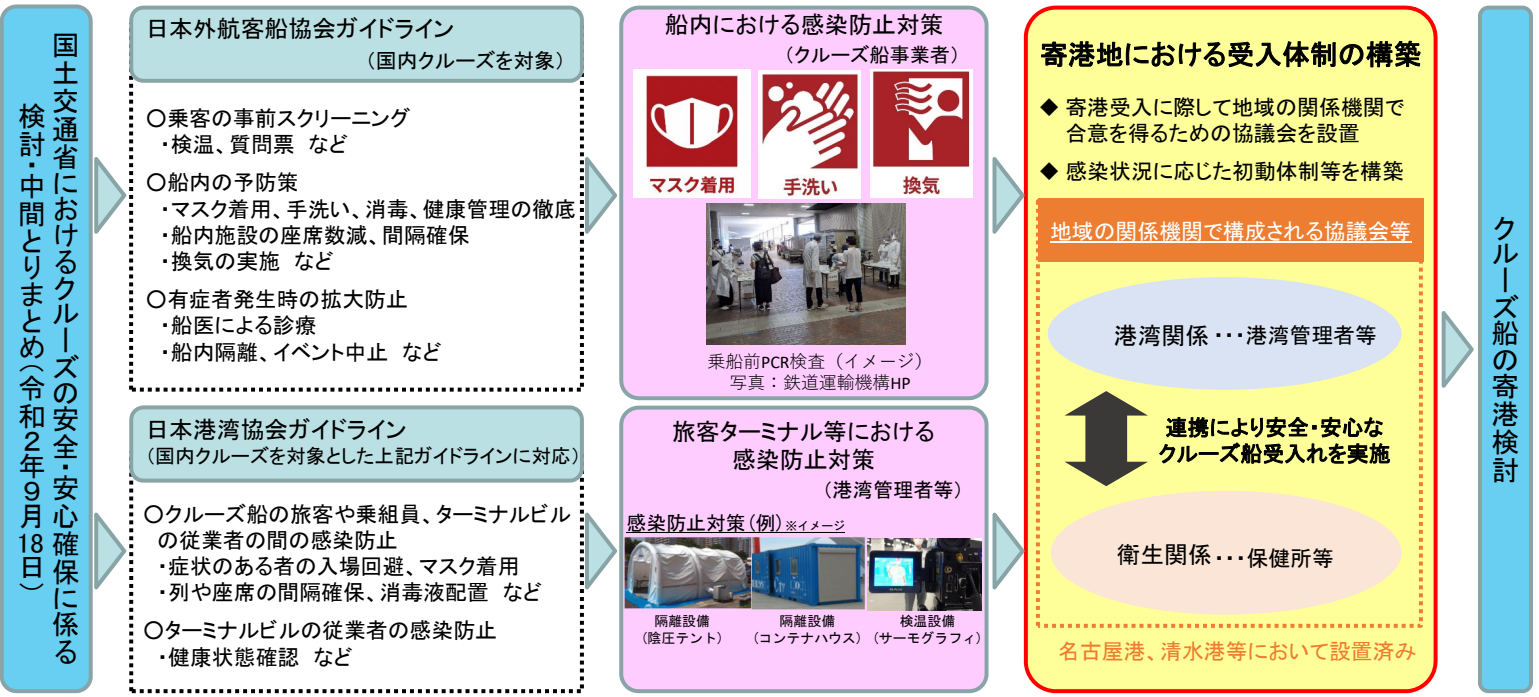 国土交通省におけるクルーズの安全・安心確保に係る
検討・中間とりまとめ（令和２年９月18日）
日本外航客船協会ガイドライン
（国内クルーズを対象）
〇乗客の事前スクリーニング
・検温、質問票 など
〇船内の予防策
・マスク着用、手洗い、消毒、健康管理の徹底
・船内施設の座席数減、間隔確保
・換気の実施 など
〇有症者発生時の拡大防止
・船医による診療
・船内隔離、イベント中止 など
日本港湾協会ガイドライン
（国内クルーズを対象とした上記ガイドラインに対応）
〇クルーズ船の旅客や乗組員、ターミナルビル
の従業者の間の感染防止
・症状のある者の入場回避、マスク着用
・列や座席の間隔確保、消毒液配置 など
〇ターミナルビルの従業者の感染防止
・健康状態確認 など
船内における感染防止対策
（クルーズ船事業者）
マスク着用
手洗い
換気
乗船前PCR検査（イメージ）
写真：鉄道運輸機構HP
旅客ターミナル等における
感染防止対策
（港湾管理者等）
感染防止対策（例）※イメージ
隔離設備
（陰圧テント）
隔離設備
（コンテナハウス）
検温設備
（サーモグラフィ）
寄港地における受入体制の構築
◆ 寄港受入に際して地域の関係機関で
合意を得るための協議会を設置
◆ 感染状況に応じた初動体制等を構築
地域の関係機関で構成される協議会等
港湾関係・・・港湾管理者等
連携により安全・安心な
クルーズ船受入れを実施
衛生関係・・・保健所等
名古屋港、清水港等において設置済み
クルーズ船の寄港検討